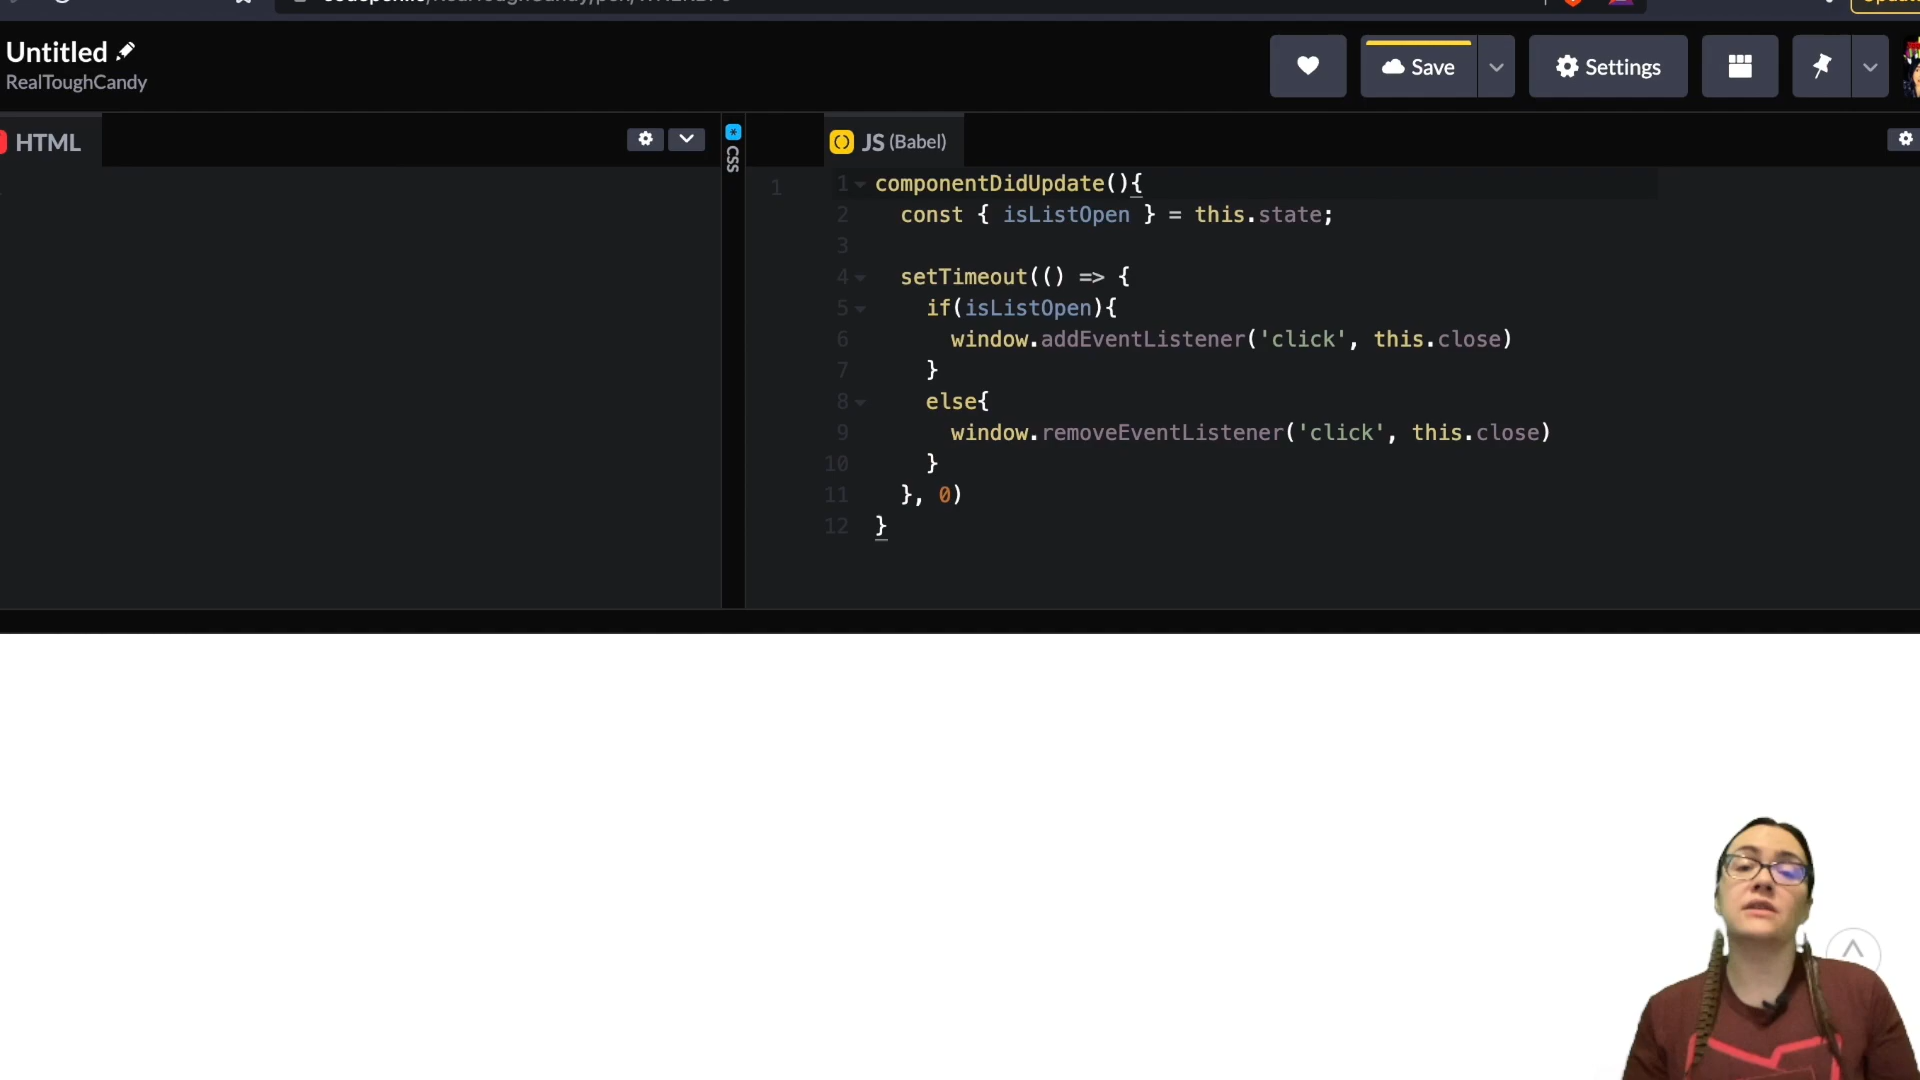 Untitled
RealToughCandy
Save
Settings
HTML
CSS
JS (Babel)
1
1 componentDidUpdate(){
2 const { isListOpen } = this.state;
3
4 setTimeout(() => {
5 if(isListOpen){
6 window.addEventListener('click', this.close)
7 }
8 else{
9 window.removeEventListener('click', this.close)
10 }
11 }, 0)
12 }